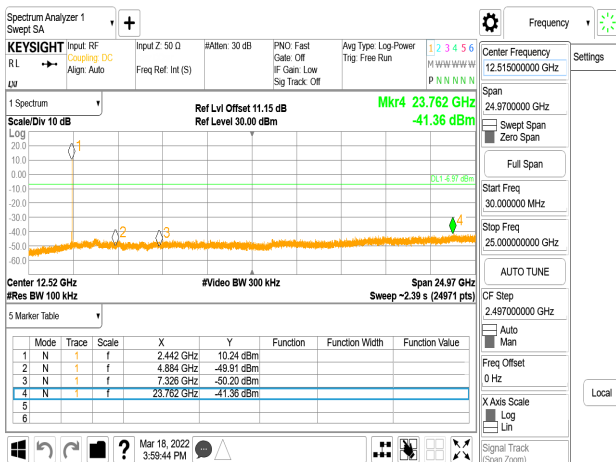 Spectrum Analyzer 1
Swept SA
Frequency
KEYSIGHT
Input: RF
Input Z: 50 Ω
#Atten: 30 dB
PNO: Fast
Avg Type: Log-Power
1 2 3 4 5 6
RL
Coupling: DC
Gate: Off
Trig: Free Run
M W W W W W
Align: Auto
Freq Ref: Int (S)
IF Gain: Low
Sig Track: Off
P N N N N N
LXI
1 Spectrum
Ref Lvl Offset 11.15 dB
Mkr4 23.762 GHz
Scale/Div 10 dB
Ref Level 30.00 dBm
-41.36 dBm
Log
20.0
10.0
0.00
-10.0
-20.0
-30.0
-40.0
-50.0
-60.0
1
2
3
4
DL1 -6.97 dBm
Center 12.52 GHz
#Video BW 300 kHz
Span 24.97 GHz
#Res BW 100 kHz
Sweep ~2.39 s (24971 pts)
5 Marker Table
Mode Trace Scale X Y Function Function Width Function Value
1 N 1 f 2.442 GHz 10.24 dBm
2 N 1 f 4.884 GHz -49.91 dBm
3 N 1 f 7.326 GHz -50.20 dBm
4 N 1 f 23.762 GHz -41.36 dBm
5
6
?
Mar 18, 2022
3:59:44 PM
Center Frequency
12.515000000 GHz
Settings
Span
24.9700000 GHz
Swept Span
Zero Span
Full Span
Start Freq
30.000000 MHz
Stop Freq
25.000000000 GHz
AUTO TUNE
CF Step
2.497000000 GHz
Auto
Man
Freq Offset
0 Hz
X Axis Scale
Log
Lin
Local
Signal Track
(Span Zoom)